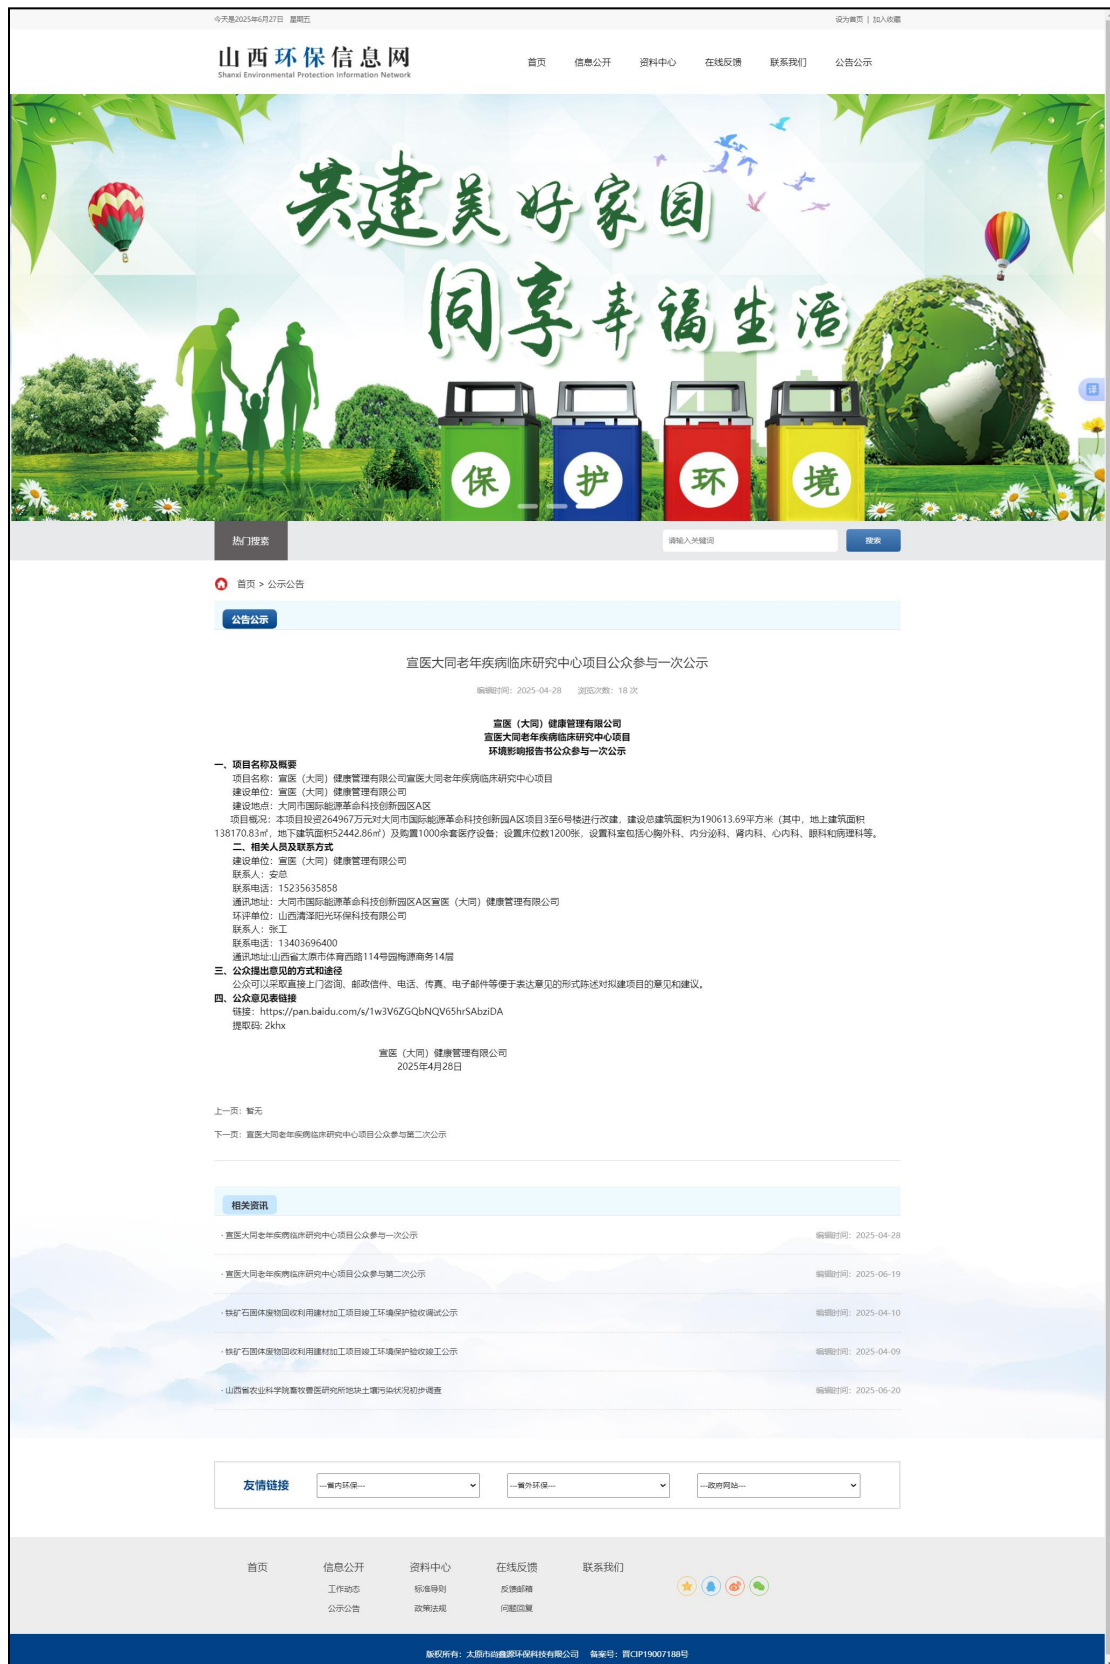 今天是2025年6月27日 星期五
设为首页 | 加入收藏
山西环保信息网
Shanxi Environmental Protection Information Network
首页 信息公开 资料中心 在线反馈 联系我们 公告公示
共建美好家园
同享幸福生活
译
保 护 环 境
热门搜索
请输入关键词 搜索
首页 > 公示公告
公告公示
宣医大同老年疾病临床研究中心项目公众参与一次公示
编辑时间：2025-04-28 浏览次数：18 次
宣医（大同）健康管理有限公司
宣医大同老年疾病临床研究中心项目
环境影响报告书公众参与一次公示
一、项目名称及概要
项目名称：宣医（大同）健康管理有限公司宣医大同老年疾病临床研究中心项目
建设单位：宣医（大同）健康管理有限公司
建设地点：大同市国际能源革命科技创新园区A区
项目概况：本项目投资264967万元对大同市国际能源革命科技创新园A区项目3至6号楼进行改建，建设总建筑面积为190613.69平方米（其中，地上建筑面积
138170.83㎡，地下建筑面积52442.86㎡）及购置1000余套医疗设备；设置床位数1200张，设置科室包括心胸外科、内分泌科、肾内科、心内科、眼科和病理科等。
二、相关人员及联系方式
建设单位：宣医（大同）健康管理有限公司
联系人：安总
联系电话：15235635858
通讯地址：大同市国际能源革命科技创新园区A区宣医（大同）健康管理有限公司
环评单位：山西清泽阳光环保科技有限公司
联系人：张工
联系电话：13403696400
通讯地址:山西省太原市体育西路114号园梅源商务14层
三、公众提出意见的方式和途径
公众可以采取直接上门咨询、邮政信件、电话、传真、电子邮件等便于表达意见的形式陈述对拟建项目的意见和建议。
四、公众意见表链接
链接：https://pan.baidu.com/s/1w3V6ZGQbNQV65hrSAbziDA
提取码: 2khx
宣医（大同）健康管理有限公司
2025年4月28日
上一页：暂无
下一页：宣医大同老年疾病临床研究中心项目公众参与第二次公示
相关资讯
· 宣医大同老年疾病临床研究中心项目公众参与一次公示 编辑时间：2025-04-28
· 宣医大同老年疾病临床研究中心项目公众参与第二次公示 编辑时间：2025-06-19
· 铁矿石固体废物回收利用建材加工项目竣工环境保护验收调试公示 编辑时间：2025-04-10
· 铁矿石固体废物回收利用建材加工项目竣工环境保护验收竣工公示 编辑时间：2025-04-09
· 山西省农业科学院畜牧兽医研究所地块土壤污染状况初步调查 编辑时间：2025-06-20
友情链接 ---省内环保--- ---省外环保--- ---政府网站---
首页 信息公开 资料中心 在线反馈 联系我们
工作动态 标准导则 反馈邮箱
公示公告 政策法规 问题回复
版权所有：太原市尚鑫源环保科技有限公司 备案号：晋CIP19007188号